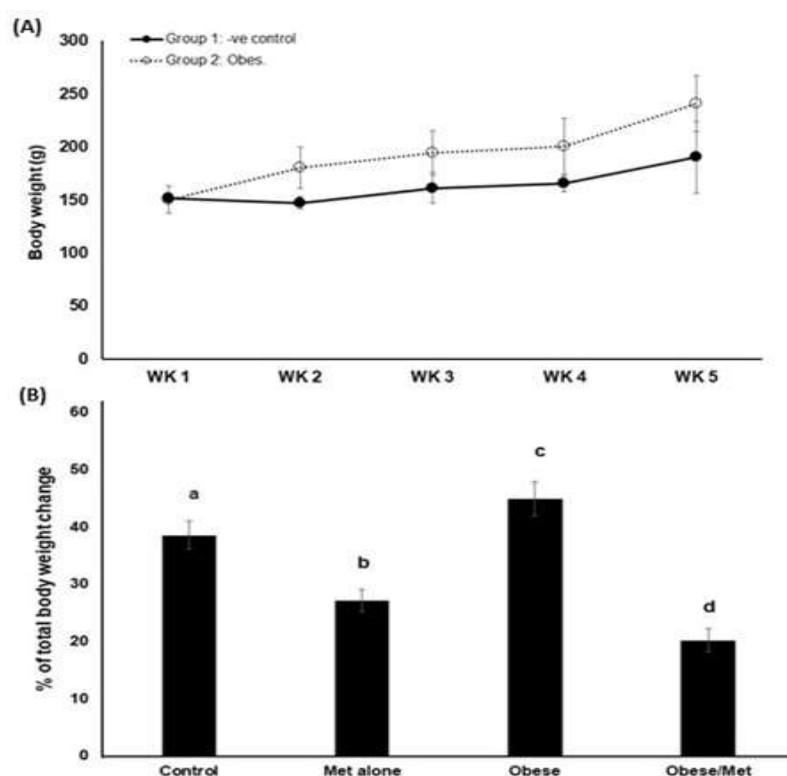 (A)
300
250
200
150
100
50
0
Body weight (g)
Group 1: -ve control
Group 2: Obes.
WK 1 WK 2 WK 3 WK 4 WK 5
(B)
60
50
40
30
20
10
0
% of total body weight change
a
b
c
d
Control Met alone Obese Obese/Met